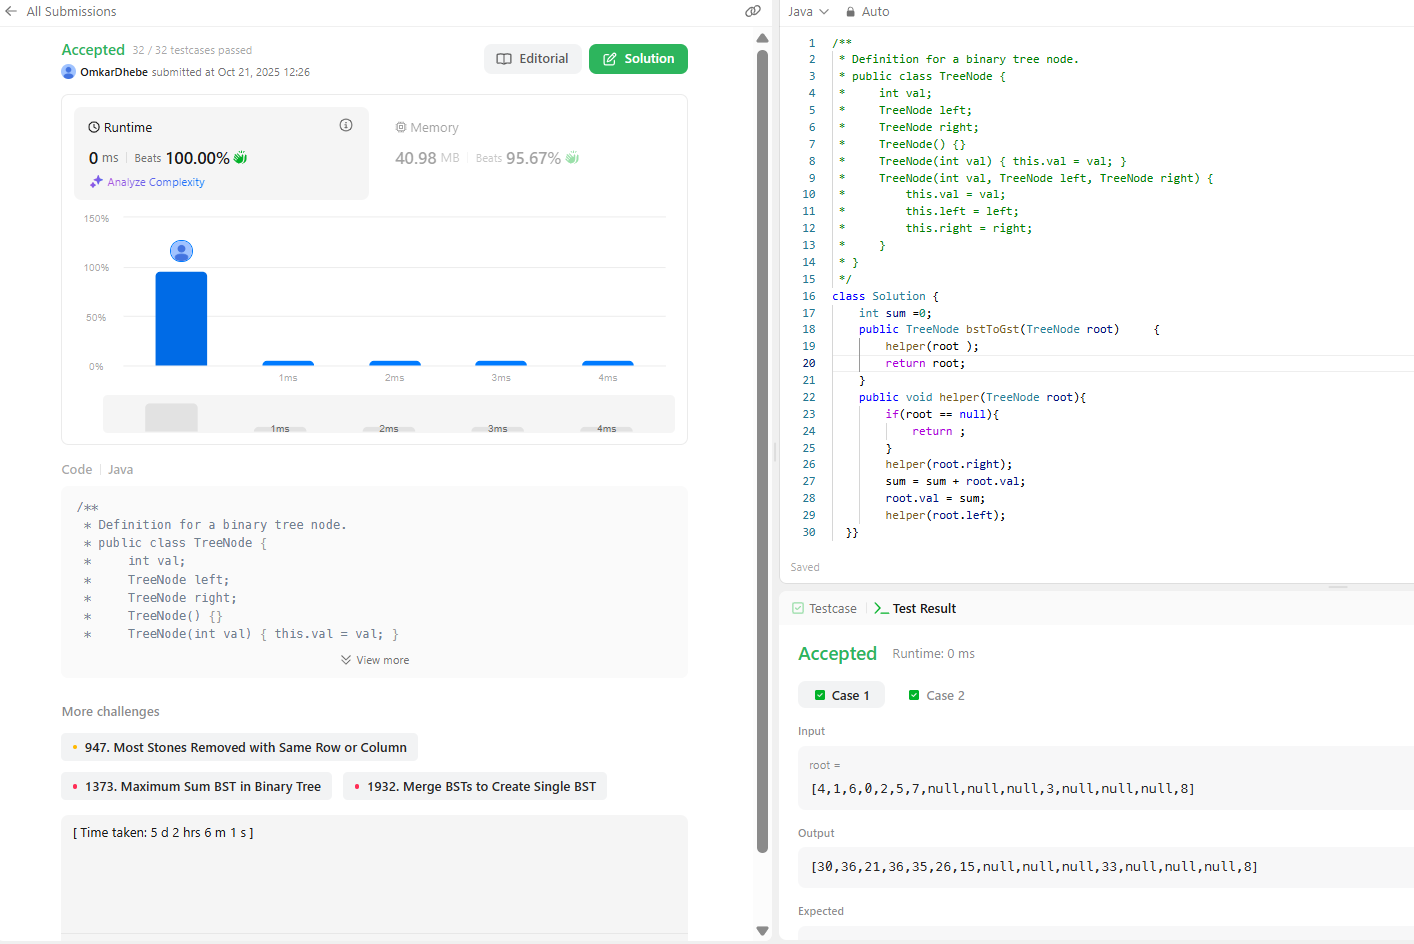 All Submissions
Accepted 32 / 32 testcases passed
OmkarDhebe submitted at Oct 21, 2025 12:26
Editorial
Solution
Runtime
0 ms | Beats 100.00%
Analyze Complexity
Memory
40.98 MB | Beats 95.67%
150%
100%
50%
0%
1ms 2ms 3ms 4ms
1ms 2ms 3ms 4ms
Code | Java
/**
* Definition for a binary tree node.
* public class TreeNode {
*     int val;
*     TreeNode left;
*     TreeNode right;
*     TreeNode() {}
*     TreeNode(int val) { this.val = val; }
View more
More challenges
947. Most Stones Removed with Same Row or Column
1373. Maximum Sum BST in Binary Tree
1932. Merge BSTs to Create Single BST
[ Time taken: 5 d 2 hrs 6 m 1 s ]
Java Auto
1 /**
2  * Definition for a binary tree node.
3  * public class TreeNode {
4  *     int val;
5  *     TreeNode left;
6  *     TreeNode right;
7  *     TreeNode() {}
8  *     TreeNode(int val) { this.val = val; }
9  *     TreeNode(int val, TreeNode left, TreeNode right) {
10  *         this.val = val;
11  *         this.left = left;
12  *         this.right = right;
13  *     }
14  * }
15  */
16 class Solution {
17     int sum =0;
18     public TreeNode bstToGst(TreeNode root)     {
19         helper(root );
20         return root;
21     }
22     public void helper(TreeNode root){
23         if(root == null){
24             return ;
25         }
26         helper(root.right);
27         sum = sum + root.val;
28         root.val = sum;
29         helper(root.left);
30   }}
Saved
Testcase | Test Result
Accepted Runtime: 0 ms
Case 1 Case 2
Input
root =
[4,1,6,0,2,5,7,null,null,null,3,null,null,null,8]
Output
[30,36,21,36,35,26,15,null,null,null,33,null,null,null,8]
Expected